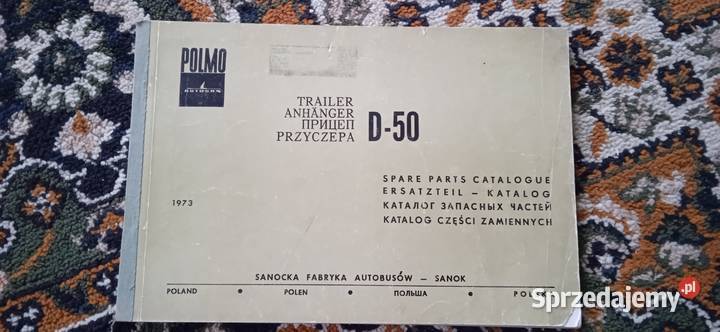 POLMO
AUTOSAN
TRAILER
ANHÄNGER
ПРИЦЕП
PRZYCZEPA
D-50
SPARE PARTS CATALOGUE
ERSATZTEIL – KATALOG
КАТАЛОГ ЗАПАСНЫХ ЧАСТЕЙ
KATALOG CZĘŚCI ZAMIENNYCH
1973
SANOCKA FABRYKA AUTOBUSÓW – SANOK
POLAND • POLEN • ПОЛЬША •
Sprzedajemy.pl